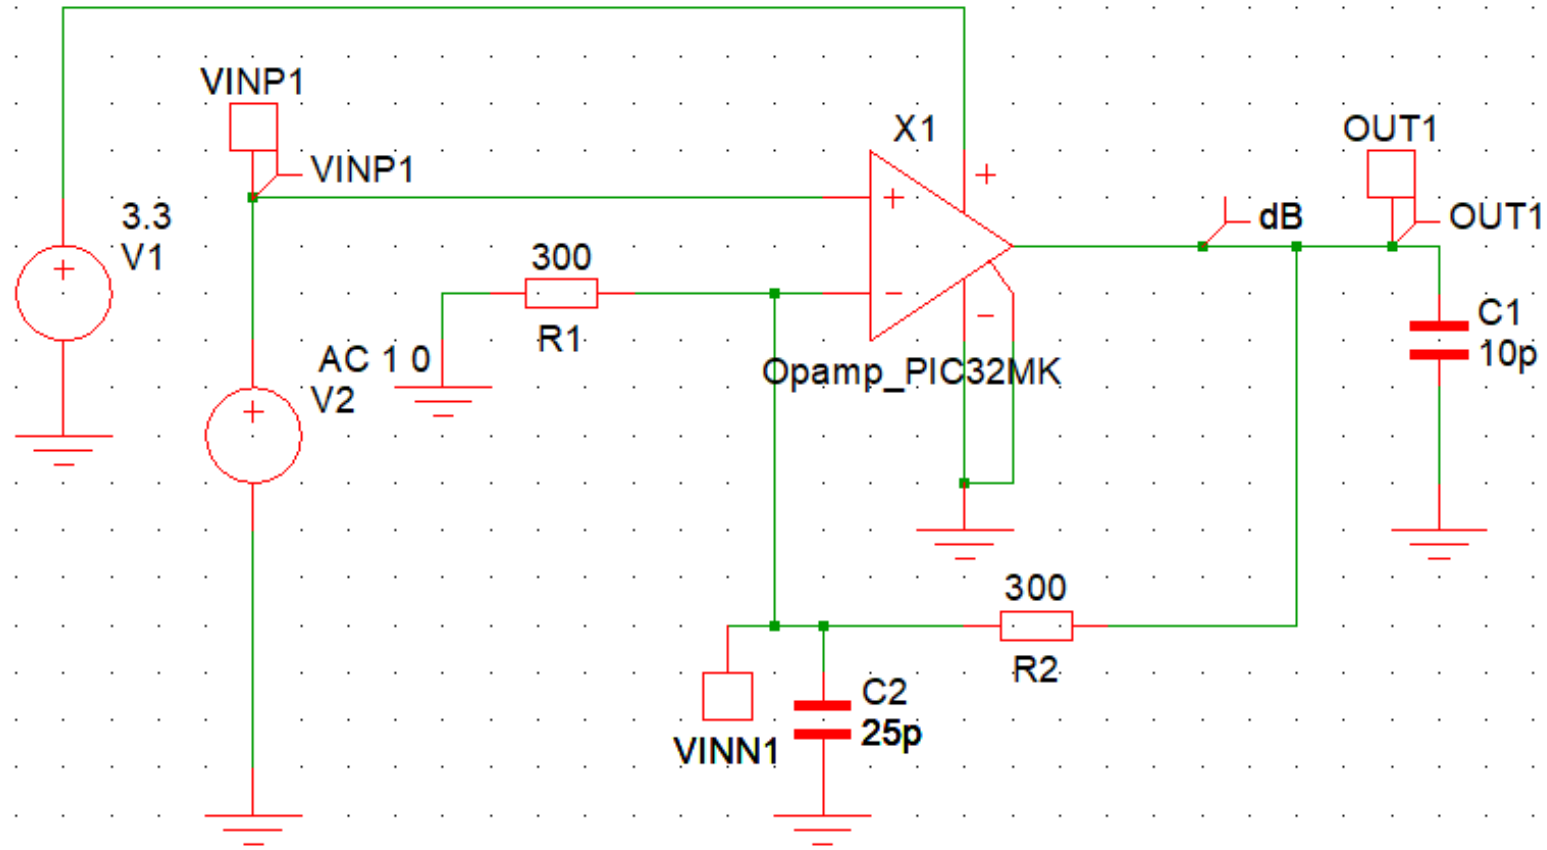 VINP1
VINP1
3.3
V1
X1
+
+
-
-
OUT1
OUT1
dB
300
R1
AC 1 0
V2
+
+
Opamp_PIC32MK
C1
10p
300
R2
C2
25p
VINN1